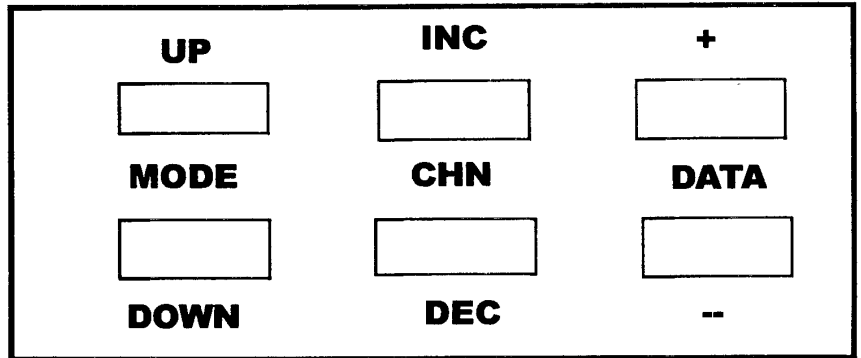 UP INC +
MODE CHN DATA
DOWN DEC --